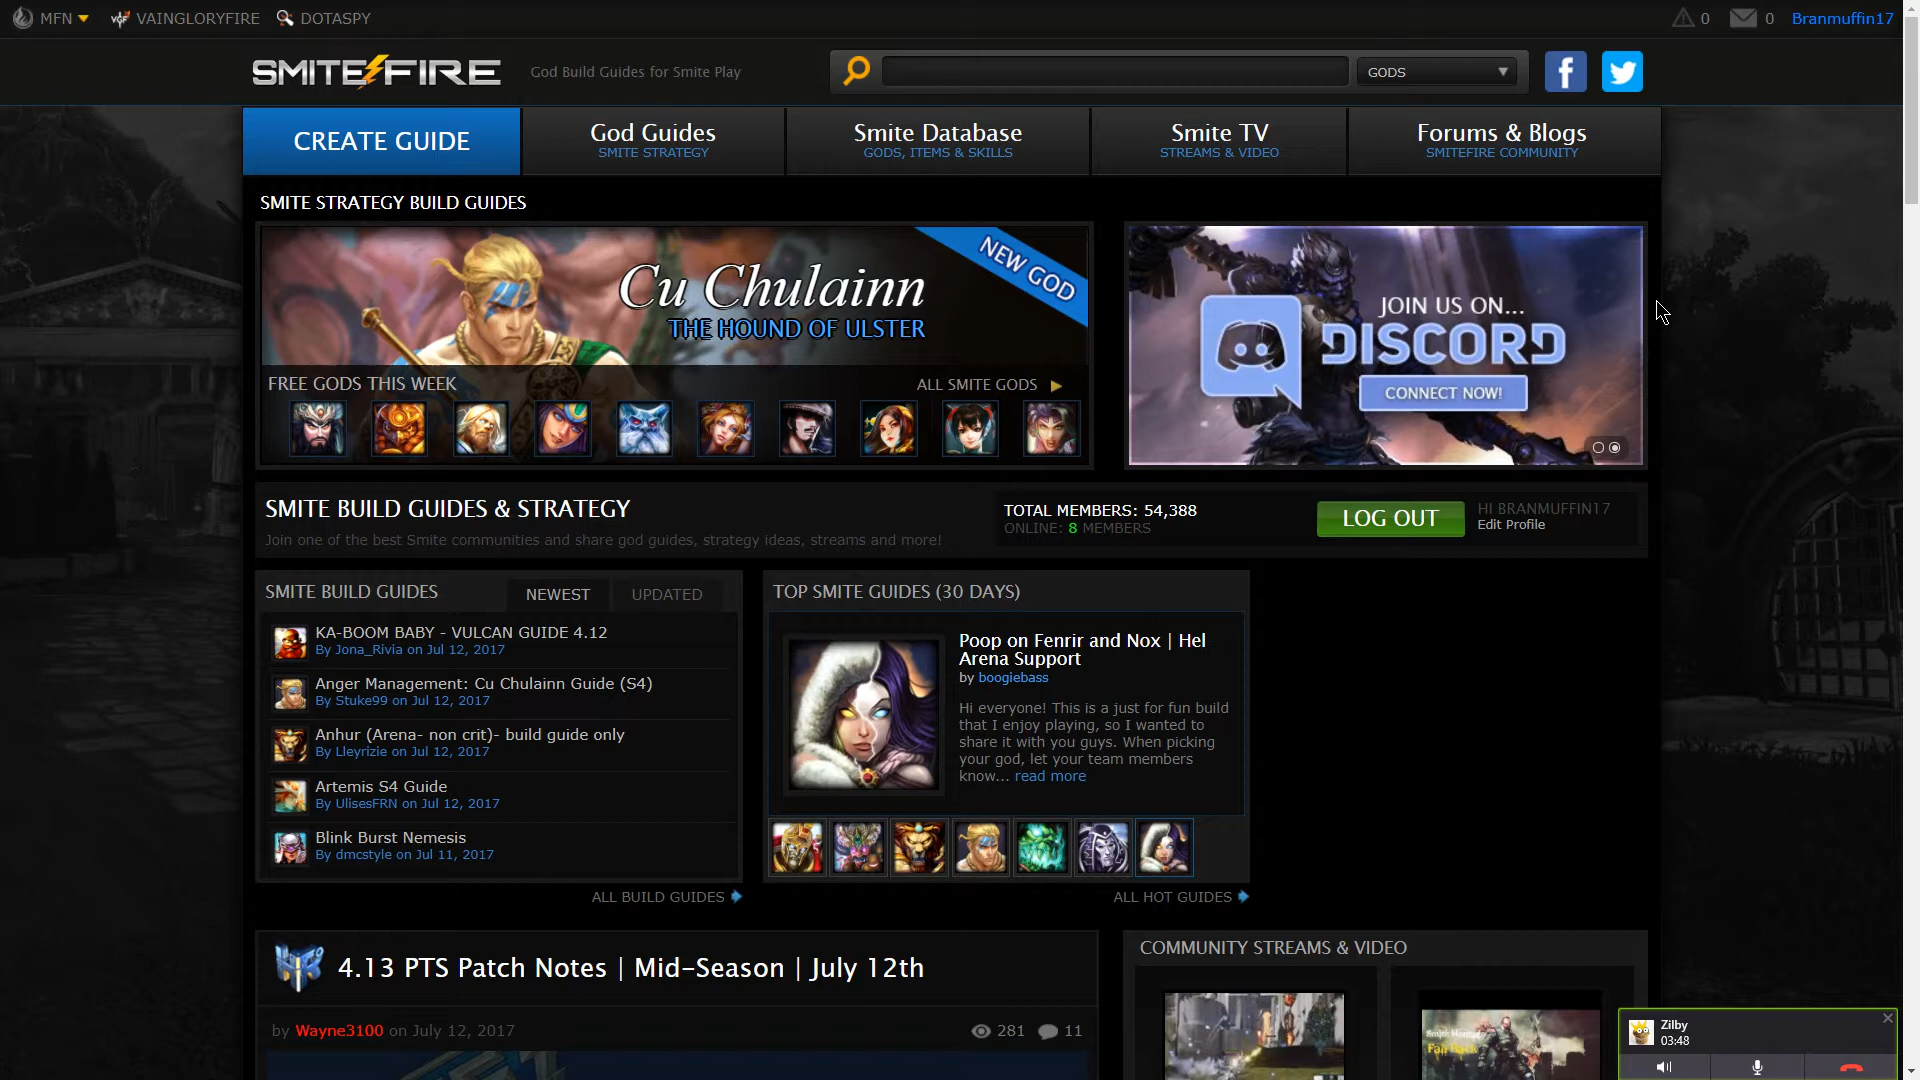 MFN VAINGLORYFIRE DOTASPY 0 0 Branmuffin17
SMITEFIRE God Build Guides for Smite Play GODS
CREATE GUIDE
God Guides
SMITE STRATEGY
Smite Database
GODS, ITEMS & SKILLS
Smite TV
STREAMS & VIDEO
Forums & Blogs
SMITEFIRE COMMUNITY
SMITE STRATEGY BUILD GUIDES
NEW GOD
Cu Chulainn
THE HOUND OF ULSTER
FREE GODS THIS WEEK ALL SMITE GODS
JOIN US ON...
DISCORD
CONNECT NOW!
SMITE BUILD GUIDES & STRATEGY
Join one of the best Smite communities and share god guides, strategy ideas, streams and more!
TOTAL MEMBERS: 54,388
ONLINE: 8 MEMBERS
LOG OUT
HI BRANMUFFIN17
Edit Profile
SMITE BUILD GUIDES NEWEST UPDATED
KA-BOOM BABY - VULCAN GUIDE 4.12
By Jona_Rivia on Jul 12, 2017
Anger Management: Cu Chulainn Guide (S4)
By Stuke99 on Jul 12, 2017
Anhur (Arena- non crit)- build guide only
By Lleyrizie on Jul 12, 2017
Artemis S4 Guide
By UlisesFRN on Jul 12, 2017
Blink Burst Nemesis
By dmcstyle on Jul 11, 2017
ALL BUILD GUIDES
TOP SMITE GUIDES (30 DAYS)
Poop on Fenrir and Nox | Hel
Arena Support
by boogiebass
Hi everyone! This is a just for fun build
that I enjoy playing, so I wanted to
share it with you guys. When picking
your god, let your team members
know... read more
ALL HOT GUIDES
4.13 PTS Patch Notes | Mid-Season | July 12th
by Wayne3100 on July 12, 2017 281 11
COMMUNITY STREAMS & VIDEO
Fall Back
Zilby
03:48